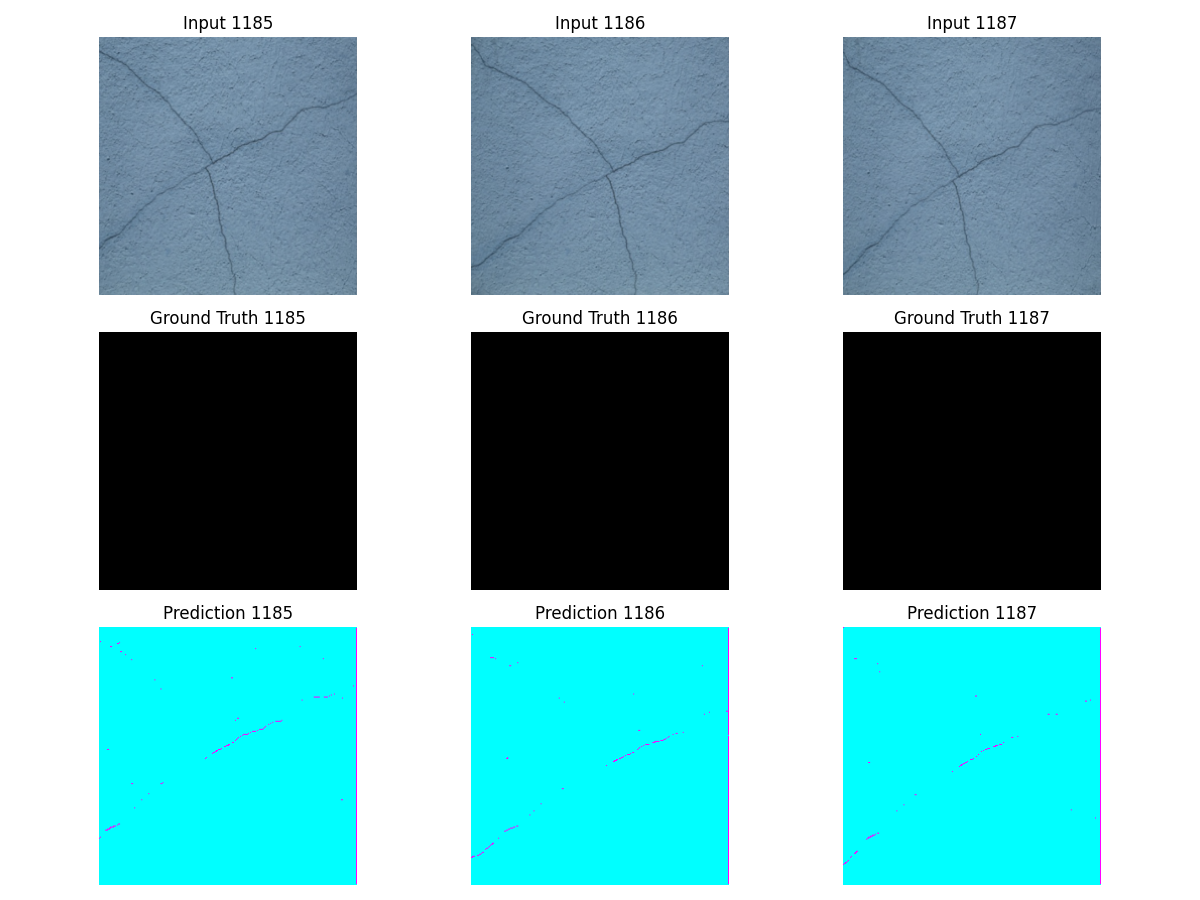 Input 1185
Input 1186
Input 1187
Ground Truth 1185
Ground Truth 1186
Ground Truth 1187
Prediction 1185
Prediction 1186
Prediction 1187